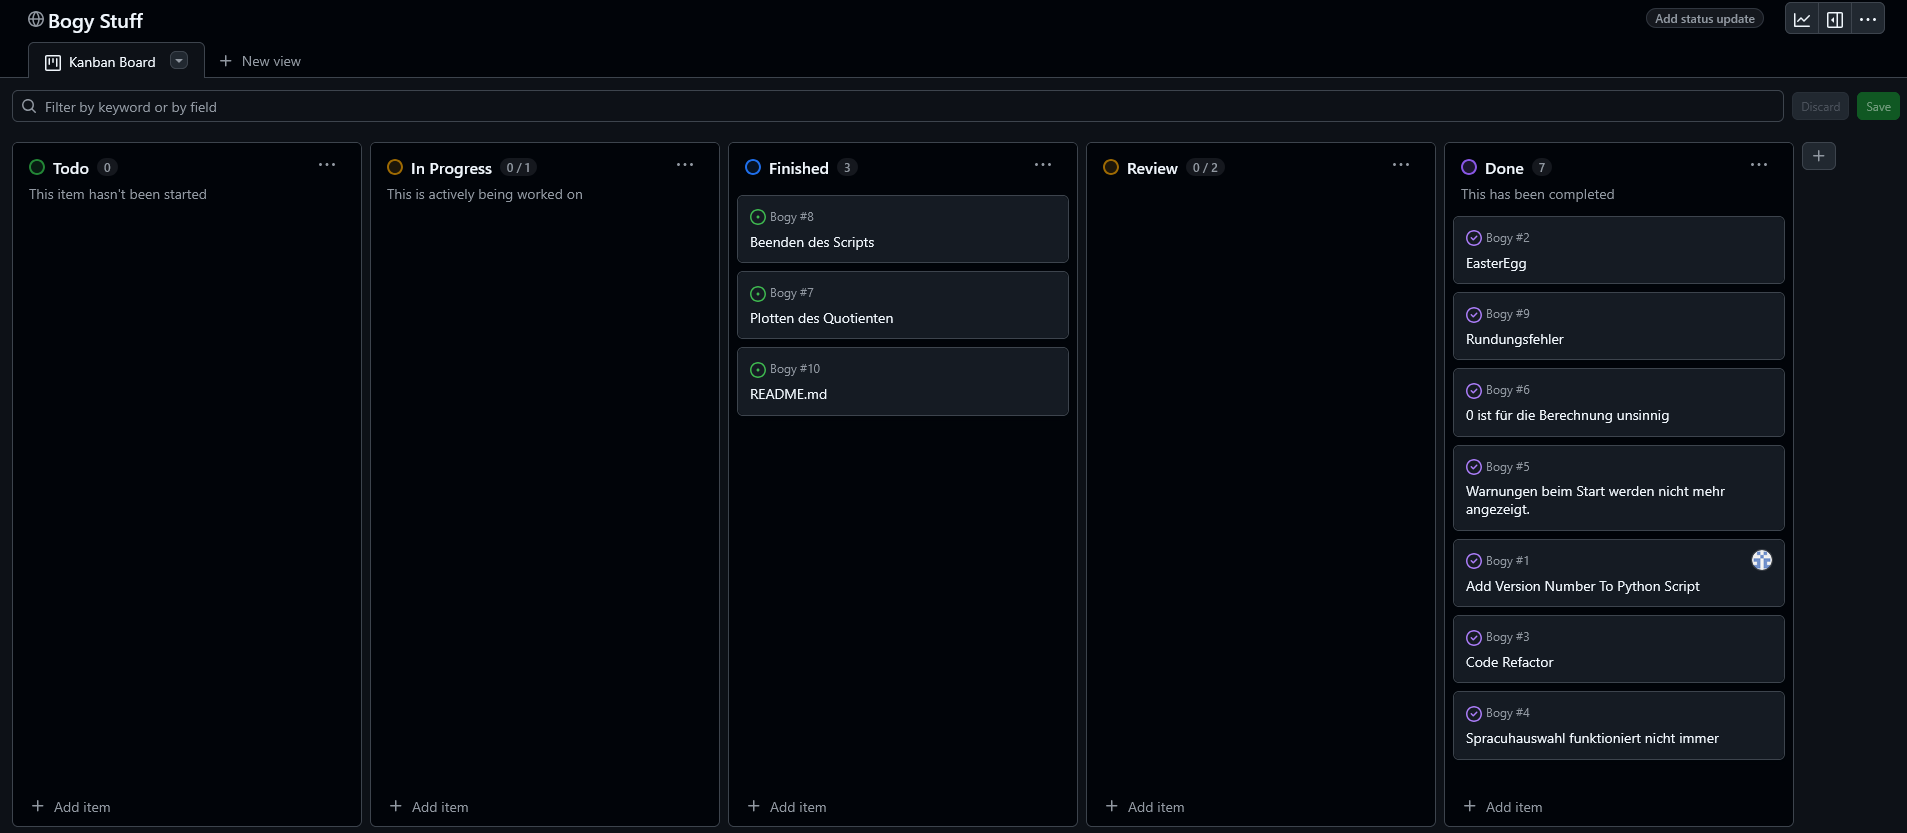 Bogy Stuff
Add status update
Kanban Board
New view
Filter by keyword or by field
Discard
Save
Todo 0
This item hasn't been started
Add item
In Progress 0 / 1
This is actively being worked on
Add item
Finished 3
Bogy #8
Beenden des Scripts
Bogy #7
Plotten des Quotienten
Bogy #10
README.md
Add item
Review 0 / 2
Add item
Done 7
This has been completed
Bogy #2
EasterEgg
Bogy #9
Rundungsfehler
Bogy #6
0 ist für die Berechnung unsinnig
Bogy #5
Warnungen beim Start werden nicht mehr
angezeigt.
Bogy #1
Add Version Number To Python Script
Bogy #3
Code Refactor
Bogy #4
Spracuhauswahl funktioniert nicht immer
Add item